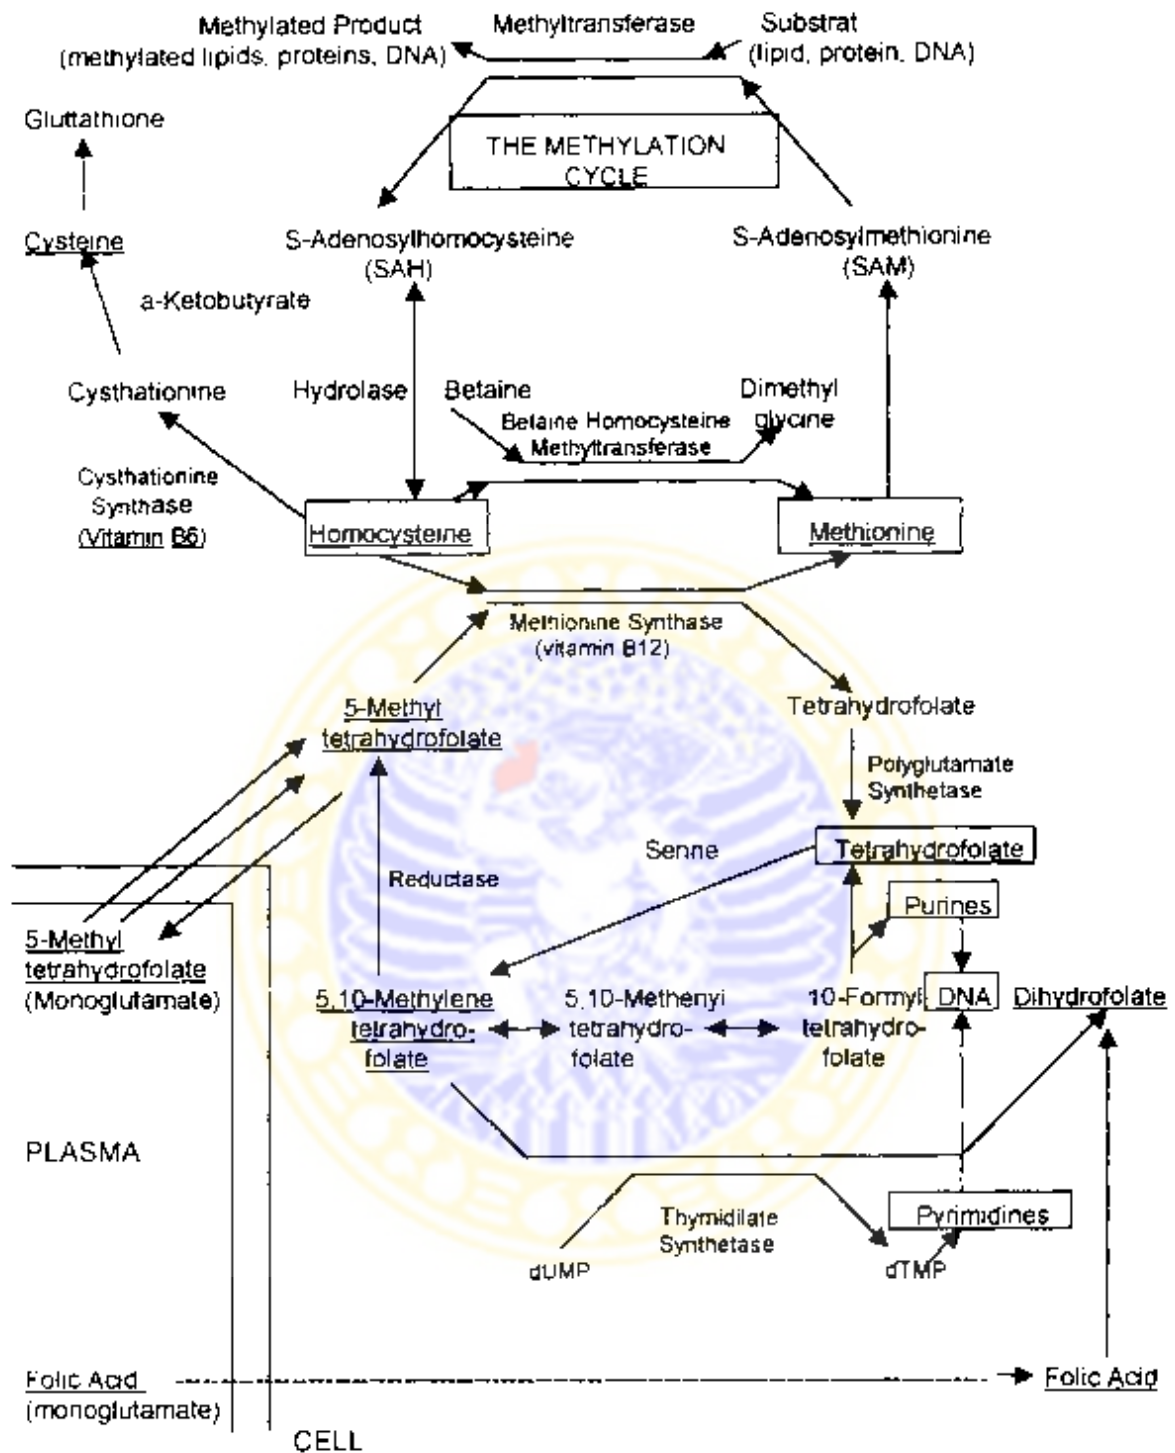 Methylated Product
(methylated lipids, proteins, DNA)
Methyltransferase
Substrat
(lipid, protein, DNA)
Gluttathione
THE METHYLATION
CYCLE
Cysteine
S-Adenosylhomocysteine
(SAH)
S-Adenosylmethionine
(SAM)
a-Ketobutyrate
Cysthationine
Hydrolase
Betaine
Betaine Homocysteine
Methyltransferase
Dimethyl
glycine
Cysthationine
Synthase
(Vitamin B6)
Homocysteine
Methionine
Methionine Synthase
(vitamin B12)
5-Methyl
tetrahydrofolate
Tetrahydrofolate
Polyglutamate
Synthetase
Senne
Tetrahydrofolate
Reductase
Purines
5-Methyl
tetrahydrofolate
(Monoglutamate)
5,10-Methylene
tetrahydro-
folate
5,10-Methenyl
tetrahydro-
folate
10-Formyl
tetrahydro-
folate
DNA
Dihydrofolate
PLASMA
Pyrimidines
Thymidilate
Synthetase
dUMP
dTMP
Folic Acid
(monoglutamate)
Folic Acid
CELL